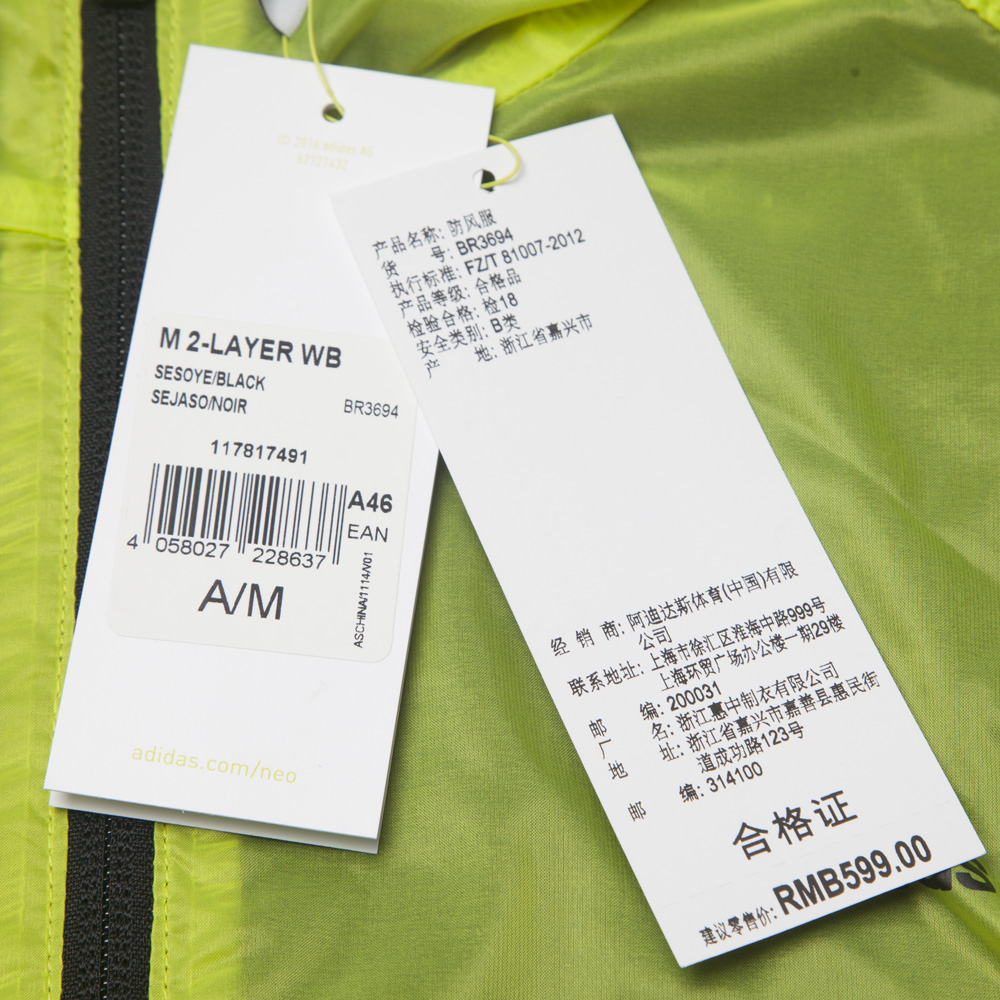 © 2016 adidas AG
M 2-LAYER WB
SESOYE/BLACK
SEJASO/NOIR
BR3694
117817491
A46
EAN
4 058027 228637
A/M
ASCHINA/1114/V01
adidas.com/neo
产品名称: 防风服
货 号: BR3694
执行标准: FZ/T 81007-2012
产品等级: 合格品
检验合格: 检18
安全类别: B类
产 地: 浙江省嘉兴市
经 销 商: 阿迪达斯体育(中国)有限
公司
联系地址: 上海市徐汇区淮海中路999号
上海环贸广场办公楼一期29楼
邮 编: 200031
厂 名: 浙江惠中制衣有限公司
地 址: 浙江省嘉兴市嘉善县惠民街
道成功路123号
邮 编: 314100
合格证
建议零售价: RMB599.00